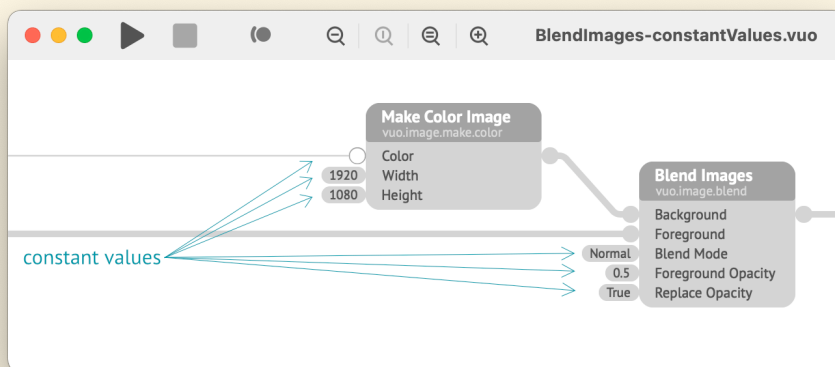 BlendImages-constantValues.vuo
Make Color Image
vuo.image.make.color
Color
1920 Width
1080 Height
Blend Images
vuo.image.blend
Background
Foreground
constant values
Normal Blend Mode
0.5 Foreground Opacity
True Replace Opacity